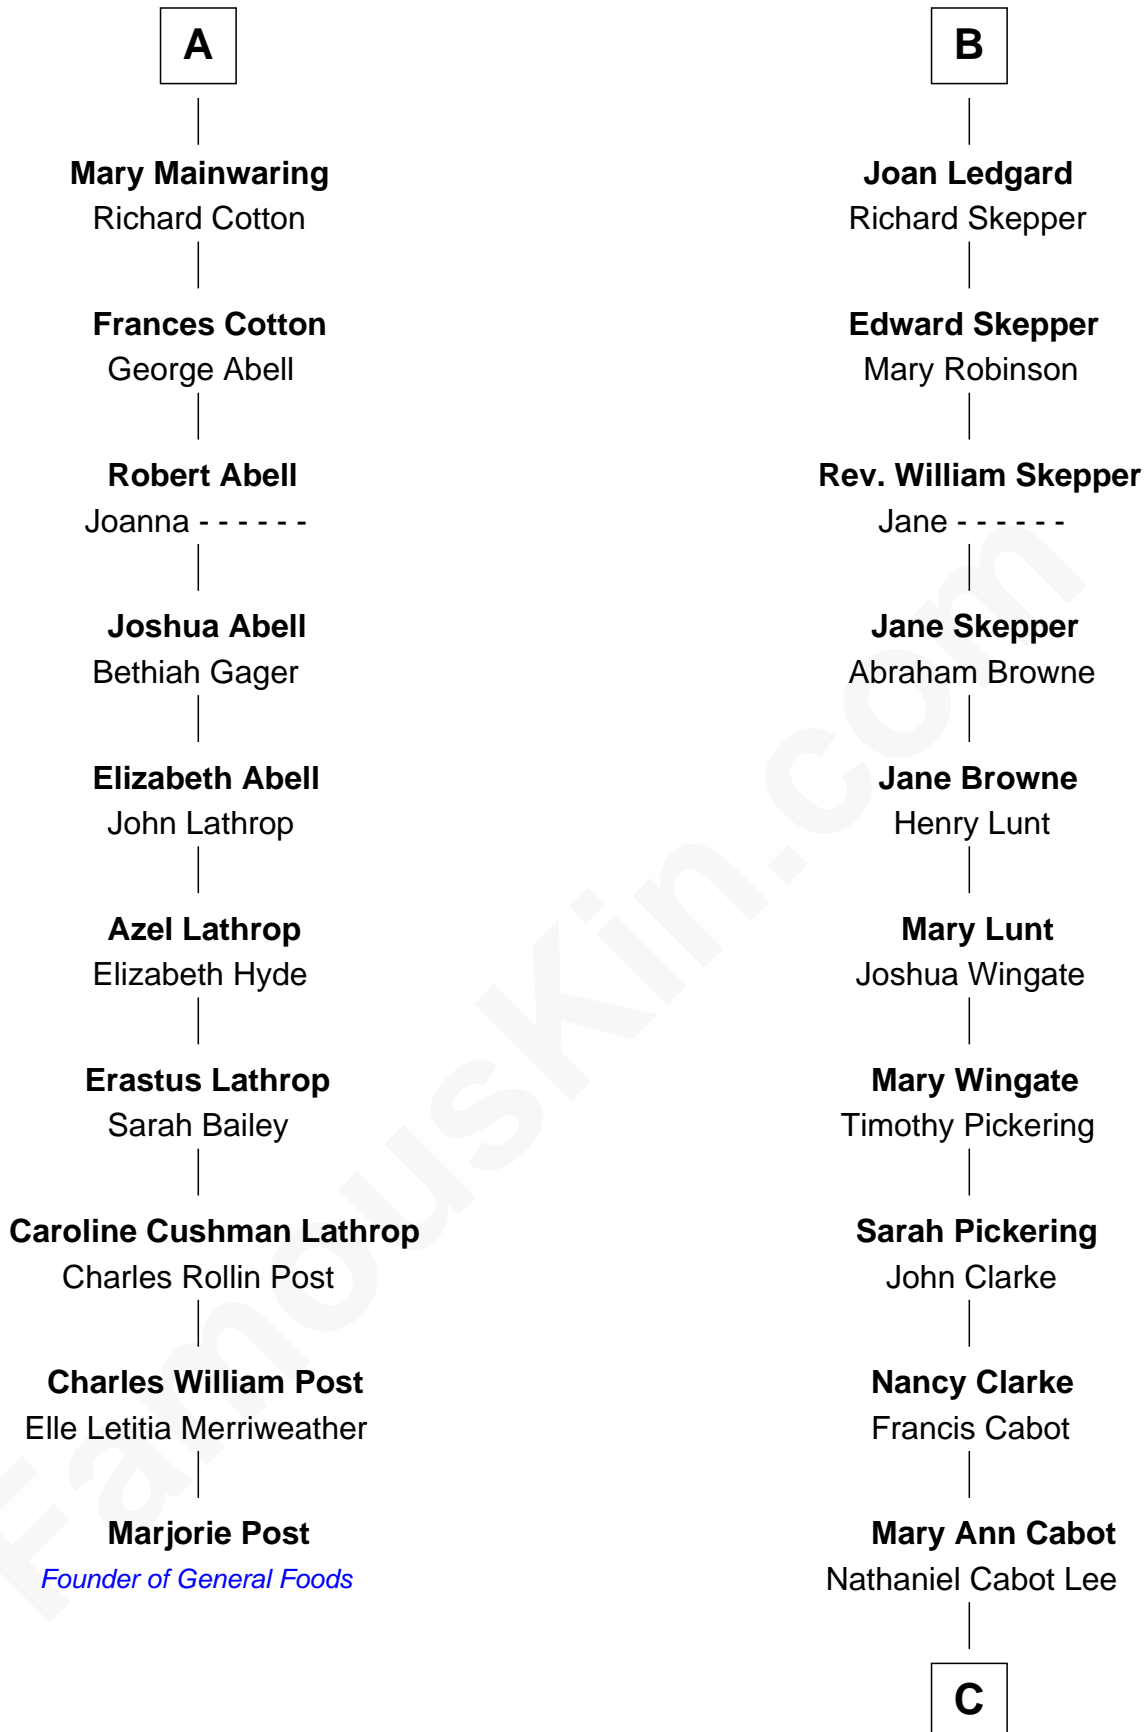 A
Mary Mainwaring
Richard Cotton
Frances Cotton
George Abell
Robert Abell
Joanna - - - - - -
Joshua Abell
Bethiah Gager
Elizabeth Abell
John Lathrop
Azel Lathrop
Elizabeth Hyde
Erastus Lathrop
Sarah Bailey
Caroline Cushman Lathrop
Charles Rollin Post
Charles William Post
Elle Letitia Merriweather
Marjorie Post
Founder of General Foods
B
Joan Ledgard
Richard Skepper
Edward Skepper
Mary Robinson
Rev. William Skepper
Jane - - - - - -
Jane Skepper
Abraham Browne
Jane Browne
Henry Lunt
Mary Lunt
Joshua Wingate
Mary Wingate
Timothy Pickering
Sarah Pickering
John Clarke
Nancy Clarke
Francis Cabot
Mary Ann Cabot
Nathaniel Cabot Lee
C
FamousKin.com